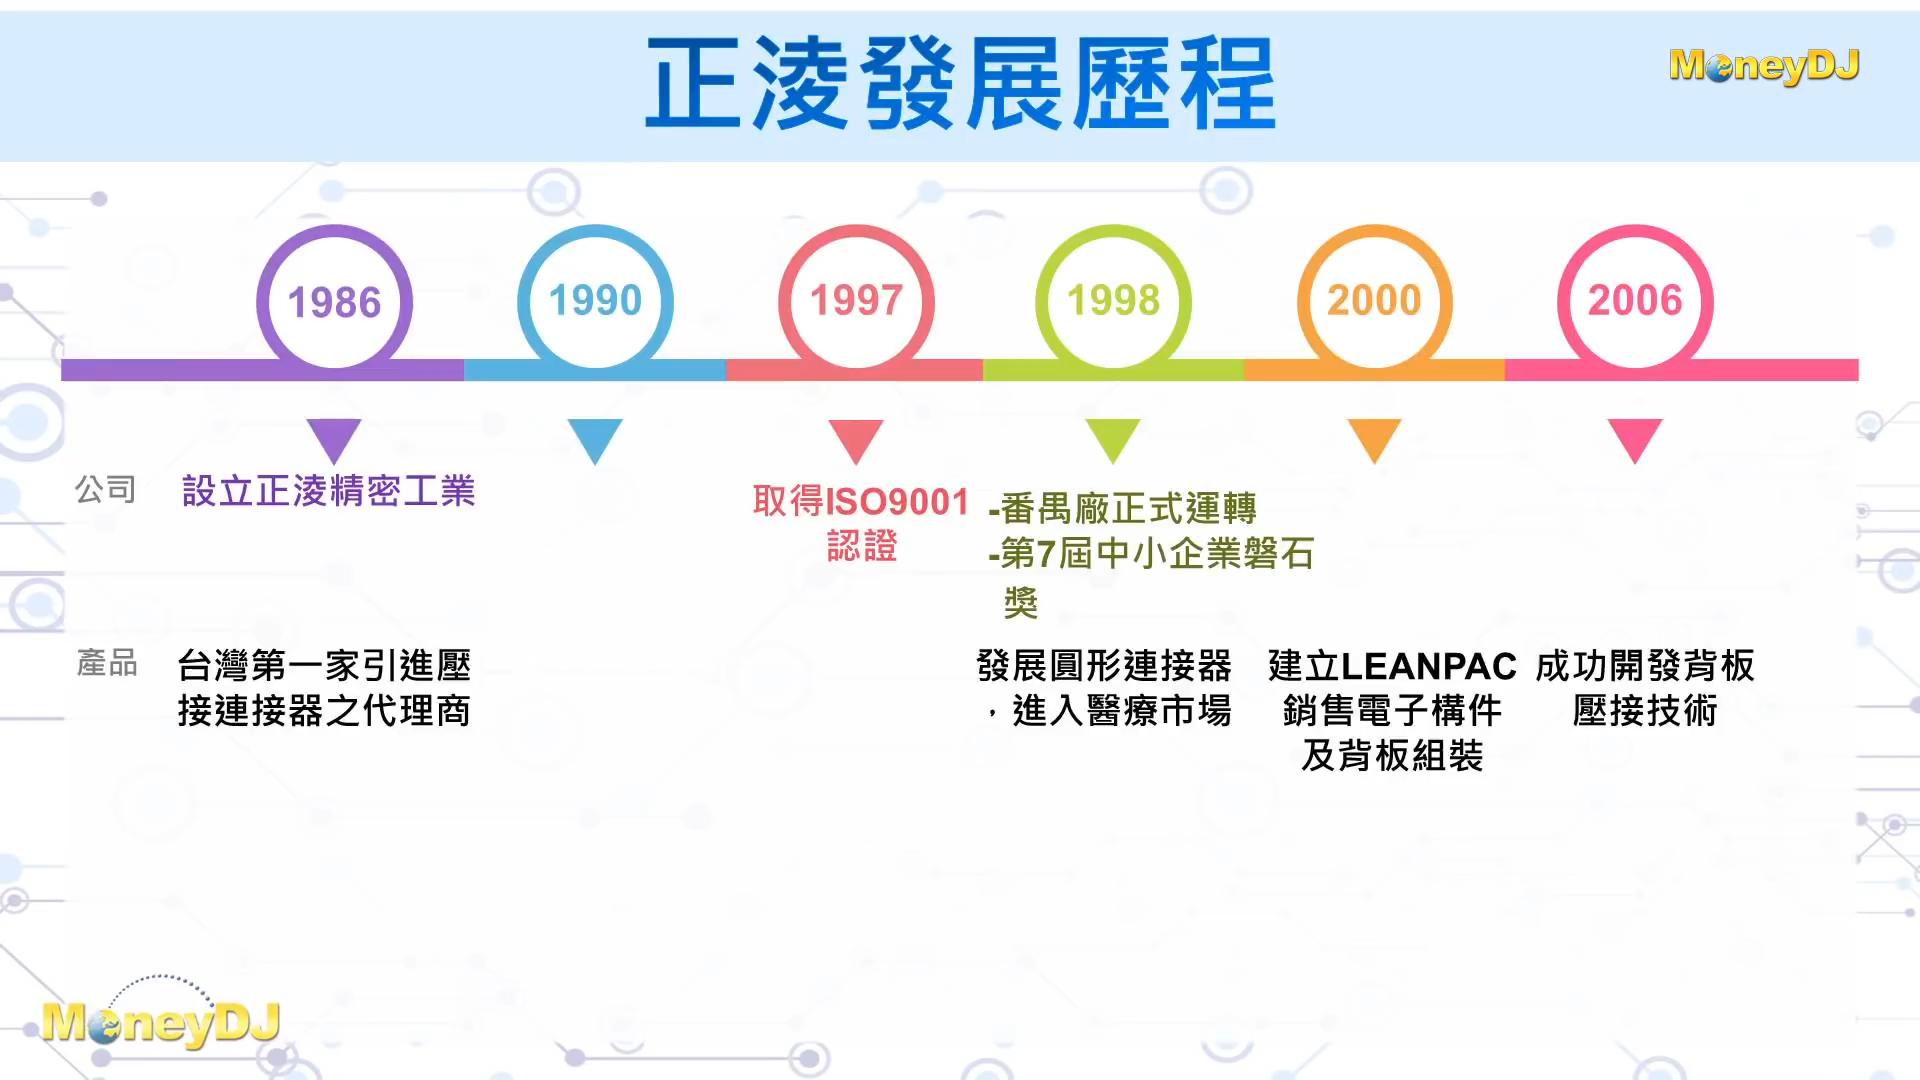 正淩發展歷程
MoneyDJ
1986
1990
1997
1998
2000
2006
公司
設立正淩精密工業
取得ISO9001
認證
-番禺廠正式運轉
-第7屆中小企業磐石
獎
產品
台灣第一家引進壓
接連接器之代理商
發展圓形連接器
，進入醫療市場
建立LEANPAC
銷售電子構件
及背板組裝
成功開發背板
壓接技術
MoneyDJ